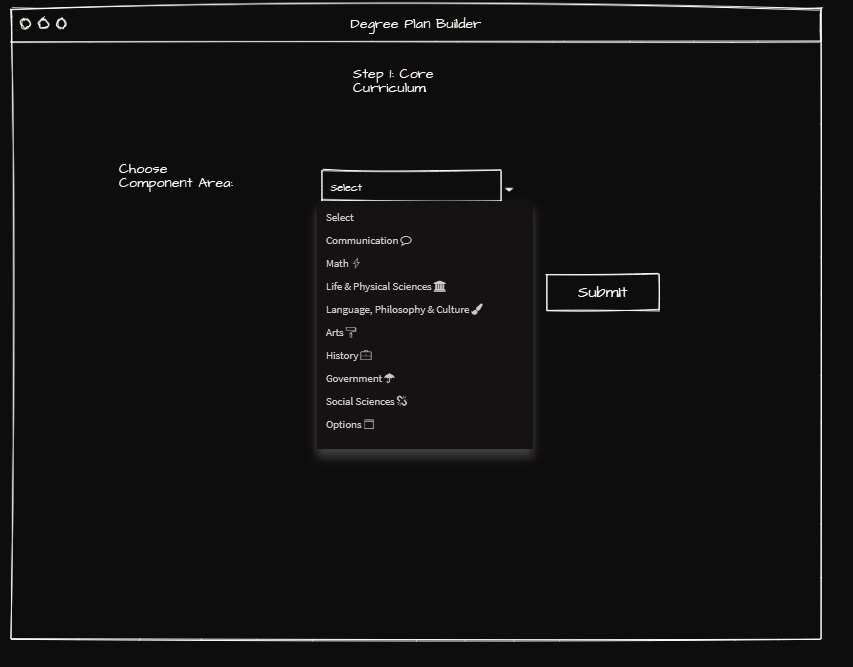 Degree Plan Builder
Step 1: Core
Curriculum
Choose
Component Area:
Select
Select
Communication
Math
Life & Physical Sciences
Language, Philosophy & Culture
Arts
History
Government
Social Sciences
Options
Submit